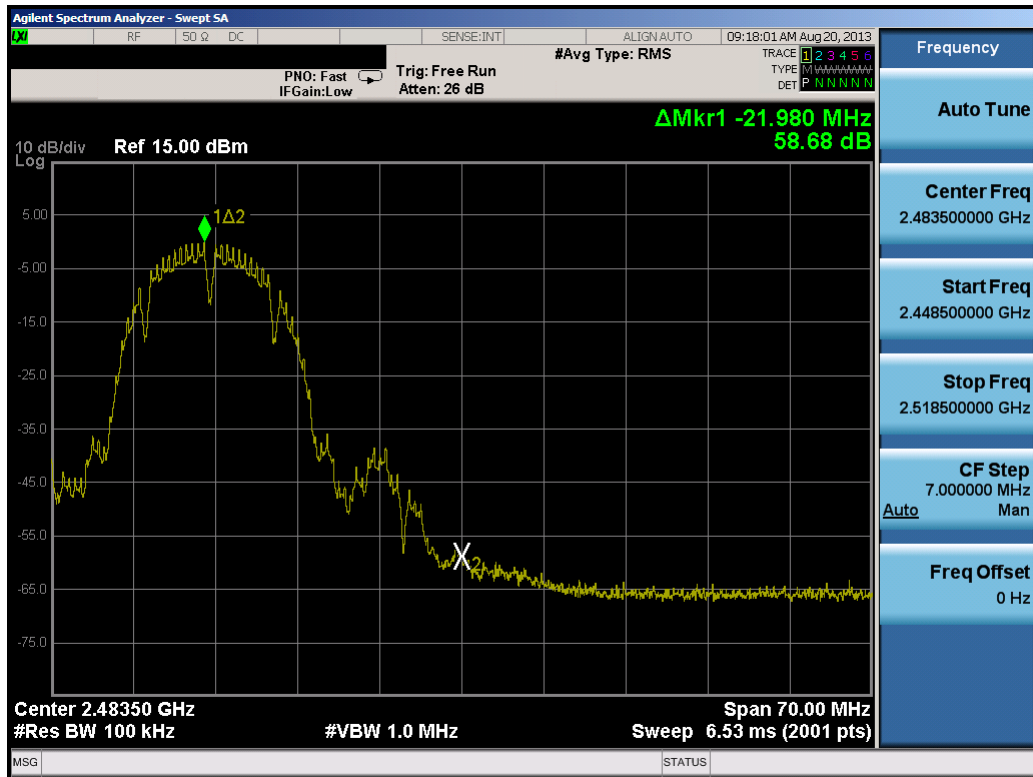 Agilent Spectrum Analyzer - Swept SA
LXI RF 50 Ω DC SENSE:INT ALIGN AUTO 09:18:01 AM Aug 20, 2013
#Avg Type: RMS
TRACE 1 2 3 4 5 6
PNO: Fast Trig: Free Run TYPE M WWWWW
IFGain:Low Atten: 26 dB DET P N N N N N
ΔMkr1 -21.980 MHz
58.68 dB
10 dB/div Ref 15.00 dBm
Log
1Δ2
5.00
-5.00
-15.0
-25.0
-35.0
-45.0
-55.0
2
-65.0
-75.0
Center 2.48350 GHz Span 70.00 MHz
#Res BW 100 kHz #VBW 1.0 MHz Sweep 6.53 ms (2001 pts)
MSG STATUS
Frequency
Auto Tune
Center Freq
2.483500000 GHz
Start Freq
2.448500000 GHz
Stop Freq
2.518500000 GHz
CF Step
7.000000 MHz
Auto Man
Freq Offset
0 Hz